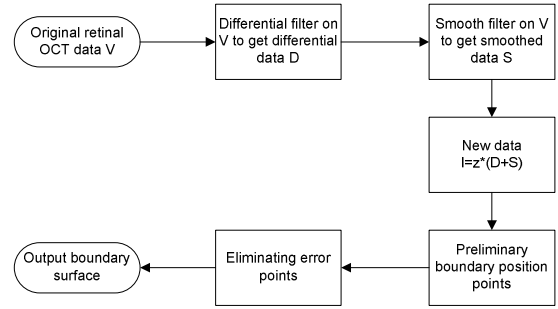 Original retinal
OCT data V
Differential filter on
V to get differential
data D
Smooth filter on V
to get smoothed
data S
New data
I=z*(D+S)
Preliminary
boundary position
points
Eliminating error
points
Output boundary
surface